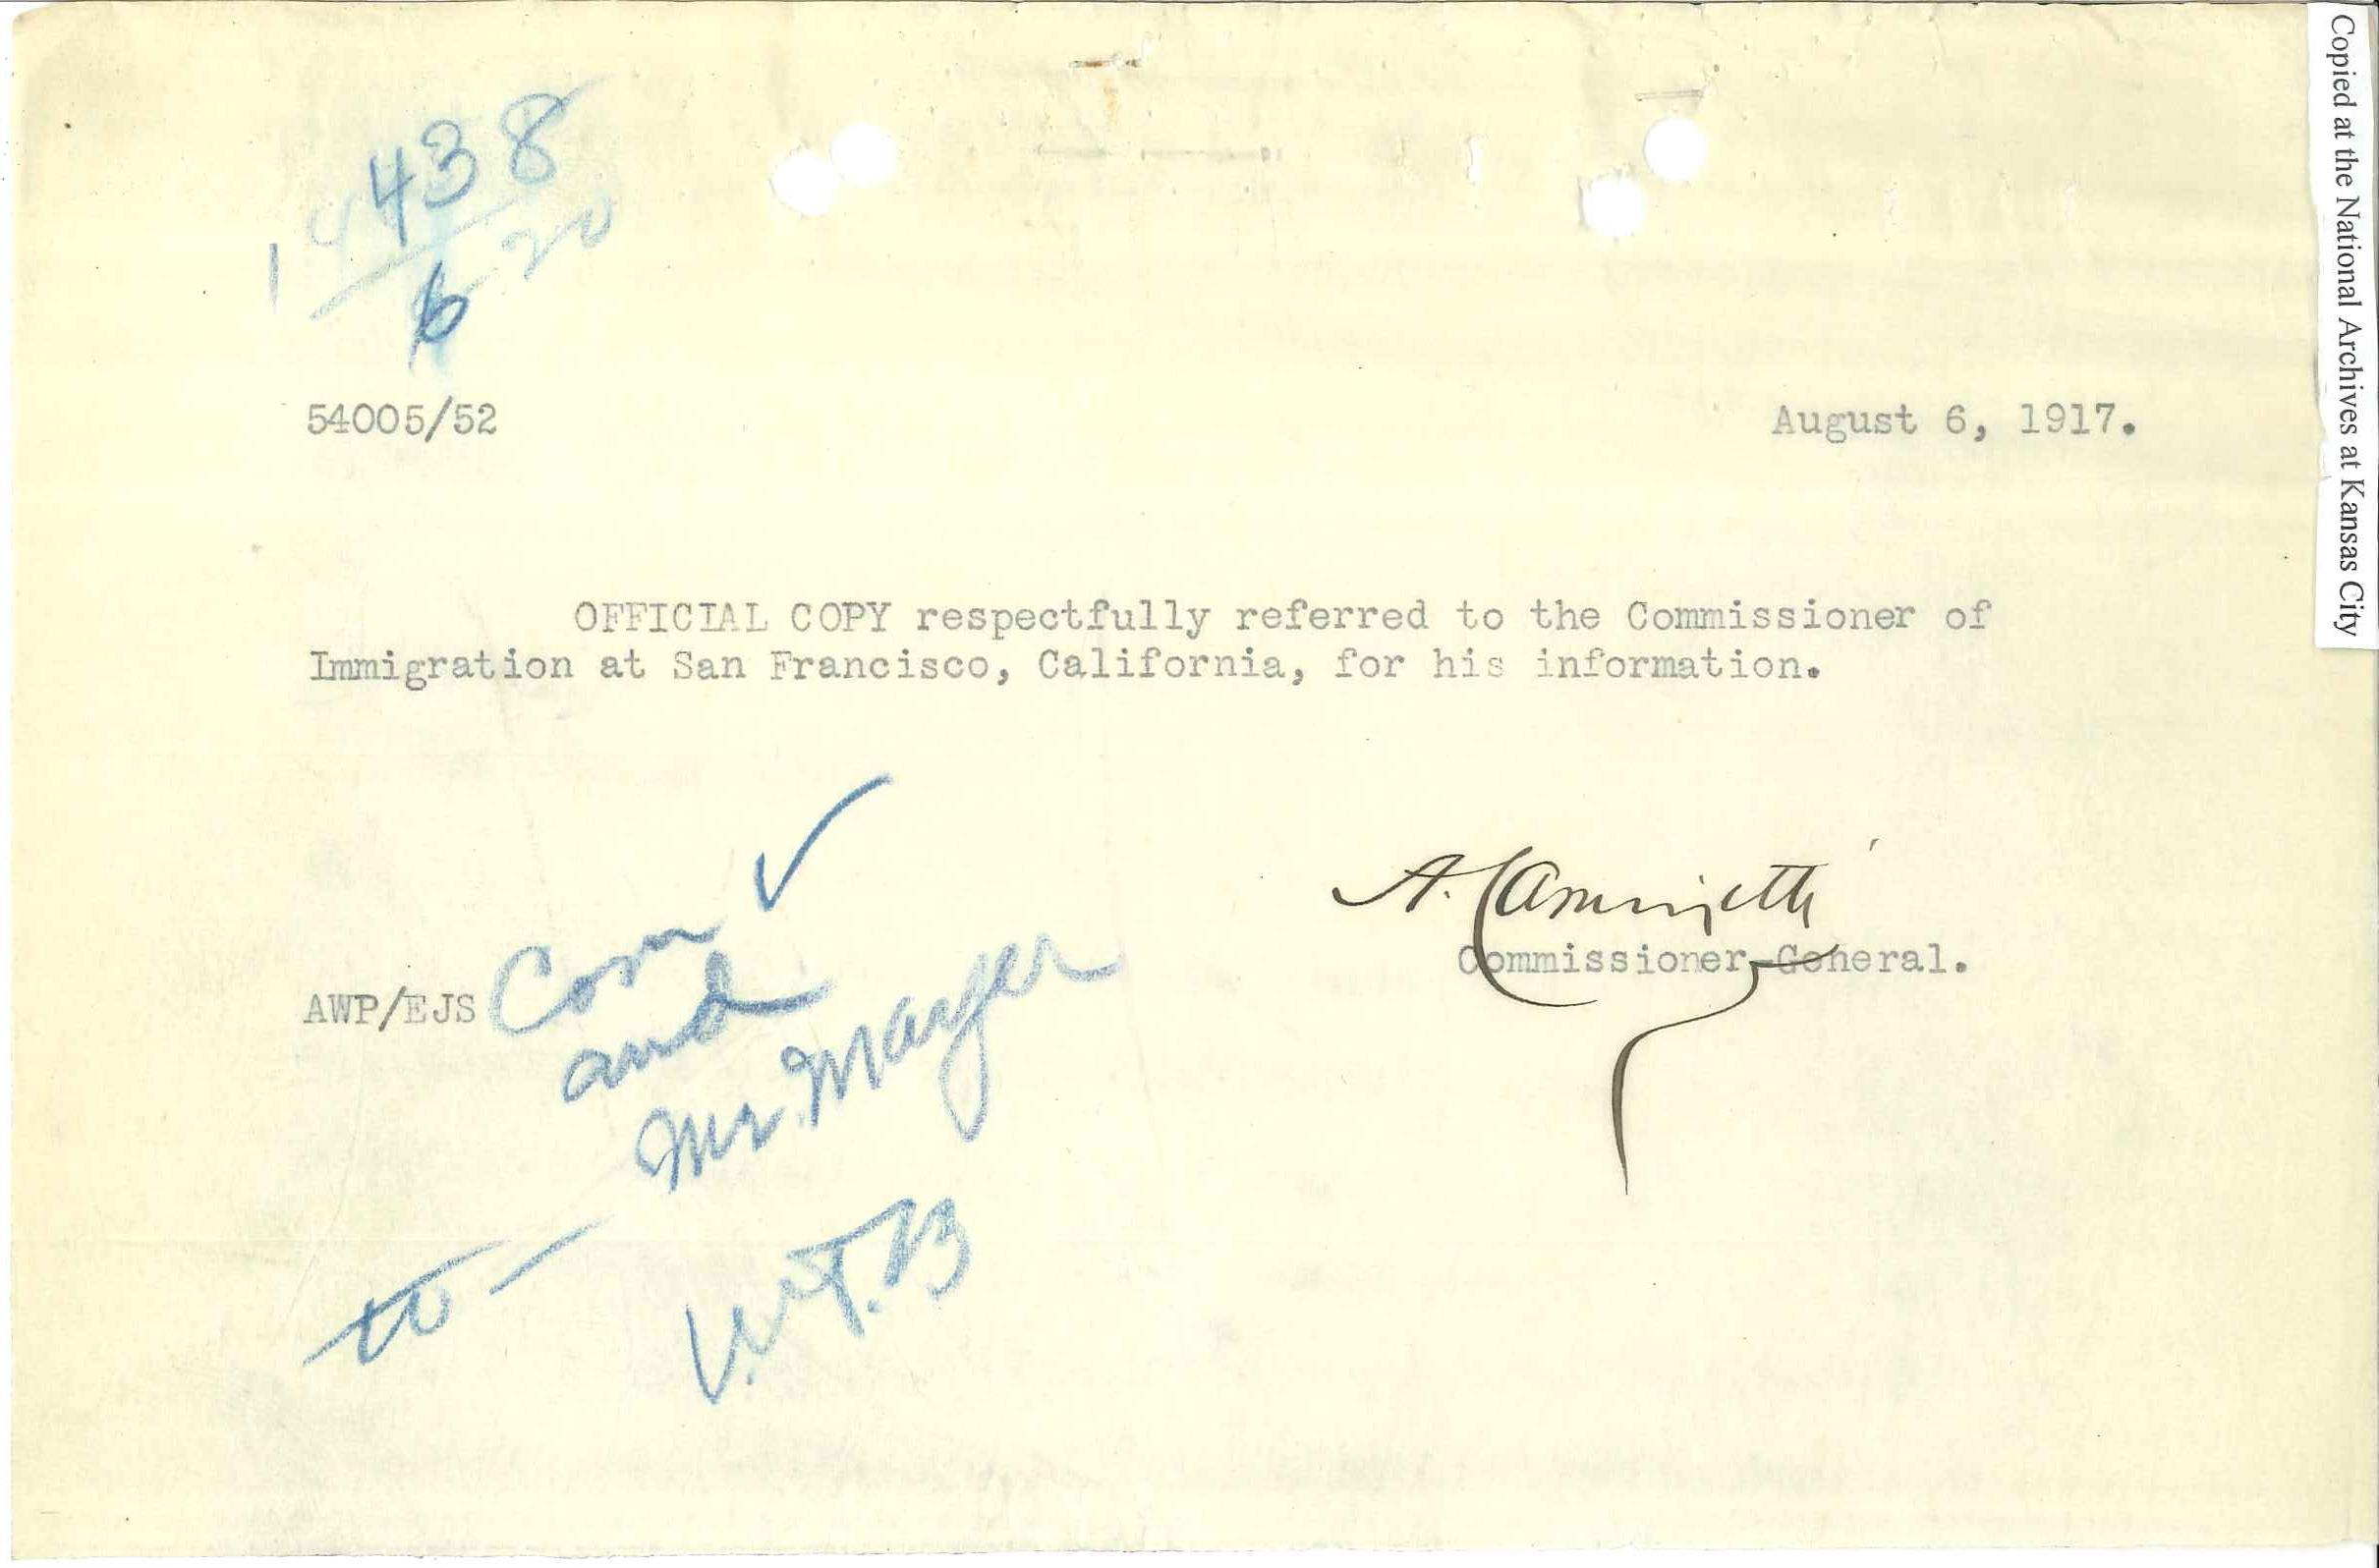 438
6
20
54005/52
August 6, 1917.
OFFICIAL COPY respectfully referred to the Commissioner of
Immigration at San Francisco, California, for his information.
A. Caminetti
Commissioner-General.
AWP/EJS
Com
and
Mr. Mayer
Copied at the National Archives at Kansas City